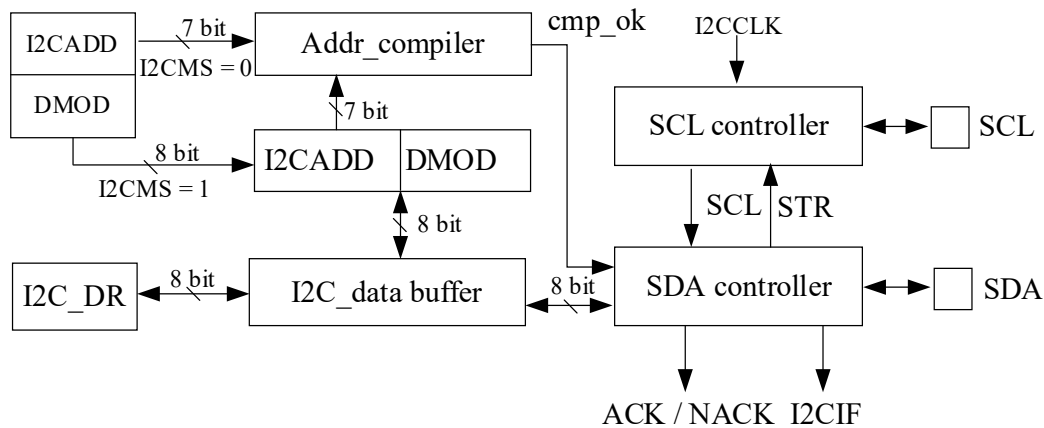 I2CADD
7 bit
I2CMS = 0
Addr_compiler
cmp_ok
I2CCLK
DMOD
7 bit
SCL controller
SCL
8 bit
I2CMS = 1
I2CADD
DMOD
SCL
STR
8 bit
I2C_DR
8 bit
I2C_data buffer
8 bit
SDA controller
SDA
ACK / NACK
I2CIF